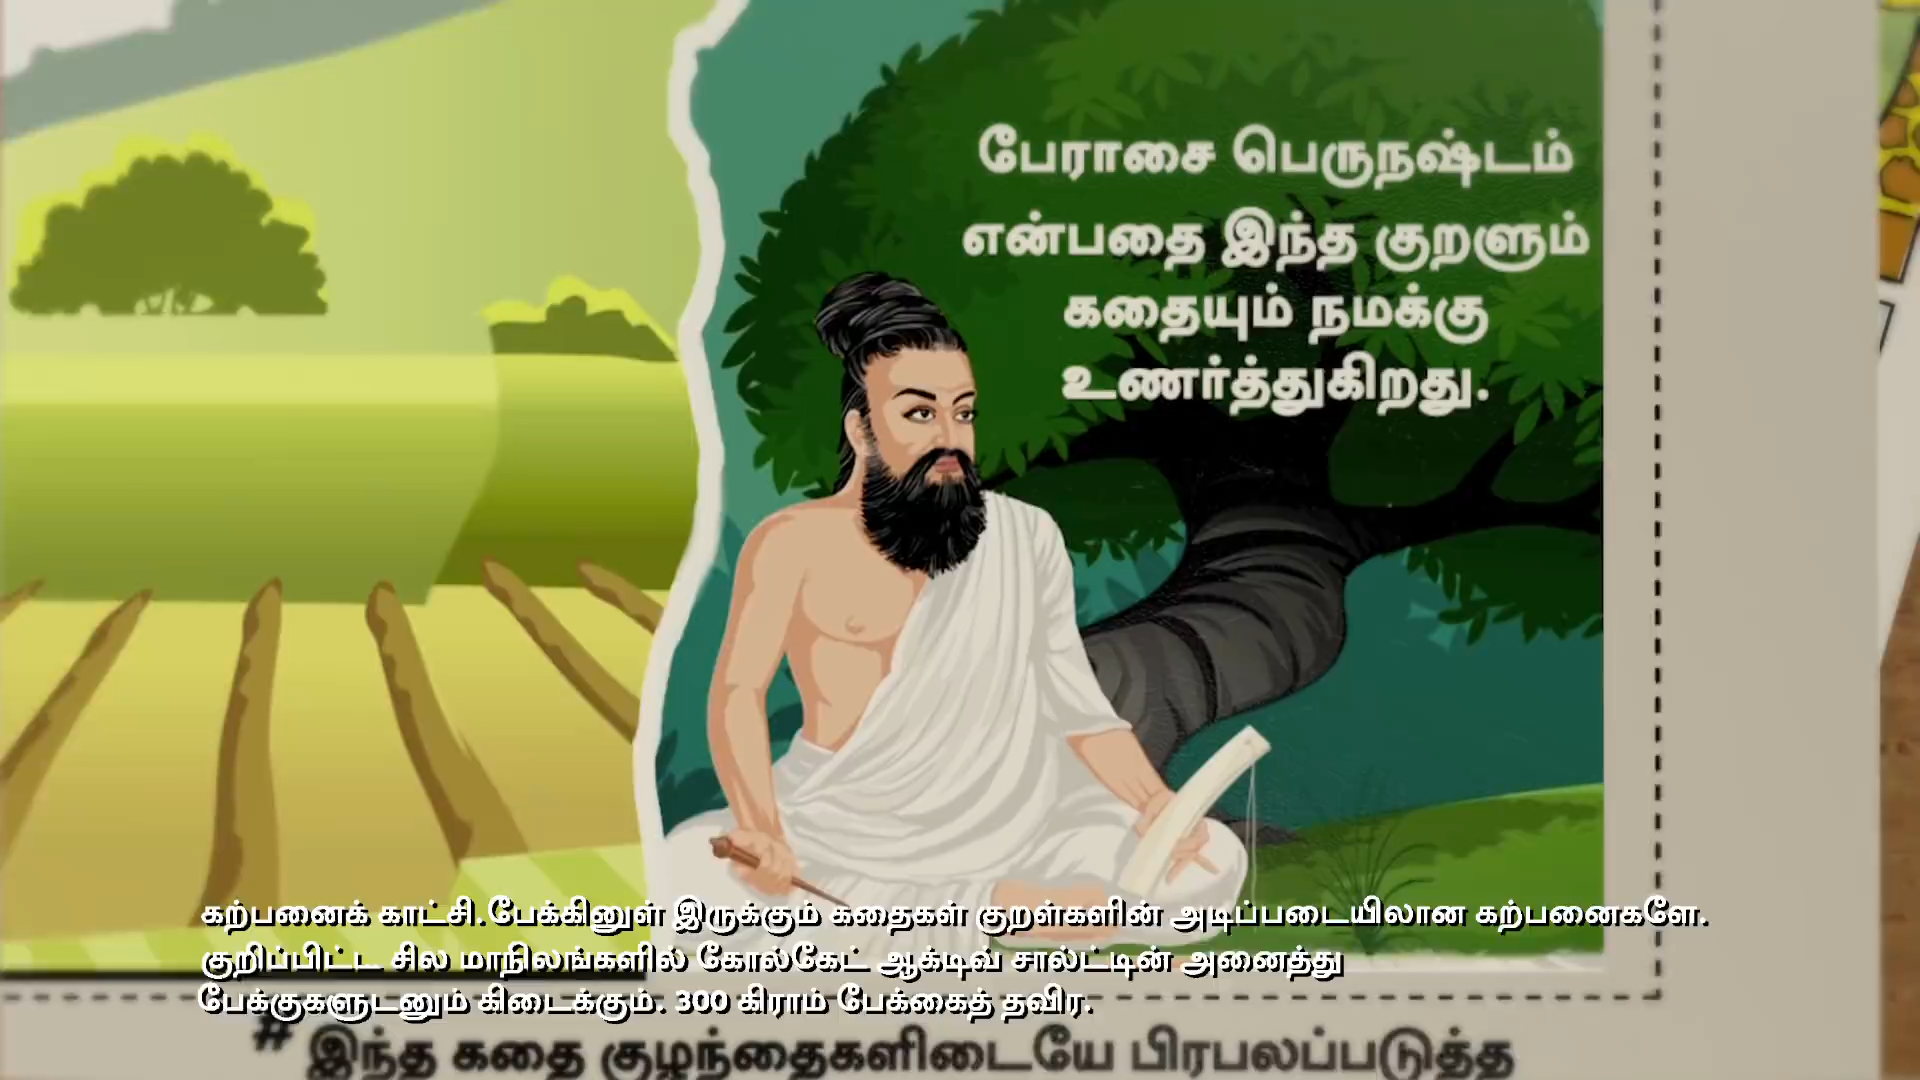 பேராசை பெருநஷ்டம்
என்பதை இந்த குறளும்
கதையும் நமக்கு
உணர்த்துகிறது.
கற்பனைக் காட்சி.பேக்கினுள் இருக்கும் கதைகள் குறள்களின் அடிப்படையிலான கற்பனைகளே.
குறிப்பிட்ட சில மாநிலங்களில் கோல்கேட் ஆக்டிவ் சால்ட்டின் அனைத்து
பேக்குகளுடனும் கிடைக்கும். 300 கிராம் பேக்கைத் தவிர.
# இந்த கதை குழந்தைகளிடையே பிரபலப்படுத்த